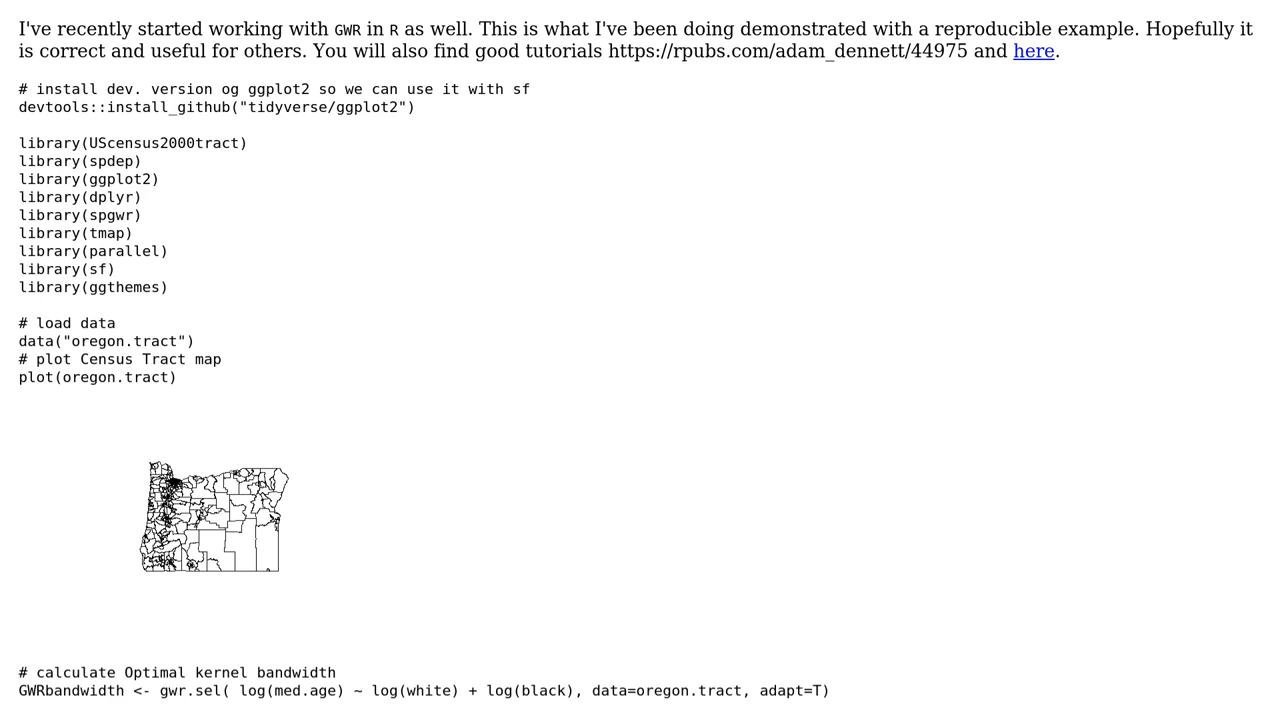 I've recently started working with GWR in R as well. This is what I've been doing demonstrated with a reproducible example. Hopefully it
is correct and useful for others. You will also find good tutorials https://rpubs.com/adam_dennett/44975 and here.
# install dev. version og ggplot2 so we can use it with sf
devtools::install_github("tidyverse/ggplot2")
library(UScensus2000tract)
library(spdep)
library(ggplot2)
library(dplyr)
library(spgwr)
library(tmap)
library(parallel)
library(sf)
library(ggthemes)
# load data
data("oregon.tract")
# plot Census Tract map
plot(oregon.tract)
# calculate Optimal kernel bandwidth
GWRbandwidth <- gwr.sel( log(med.age) ~ log(white) + log(black), data=oregon.tract, adapt=T)